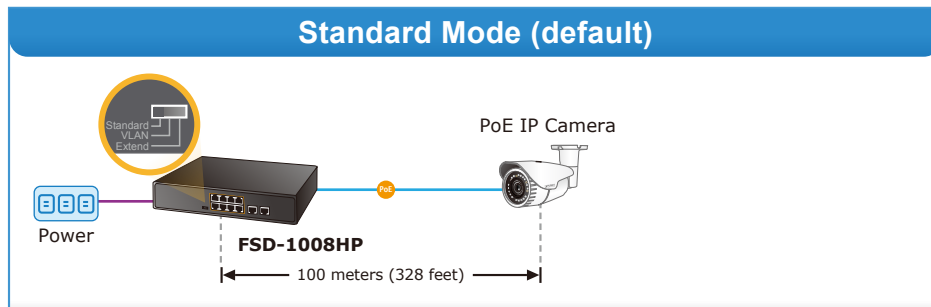 Standard Mode (default)
Standard
VLAN
Extend
PoE IP Camera
PoE
Power
FSD-1008HP
100 meters (328 feet)